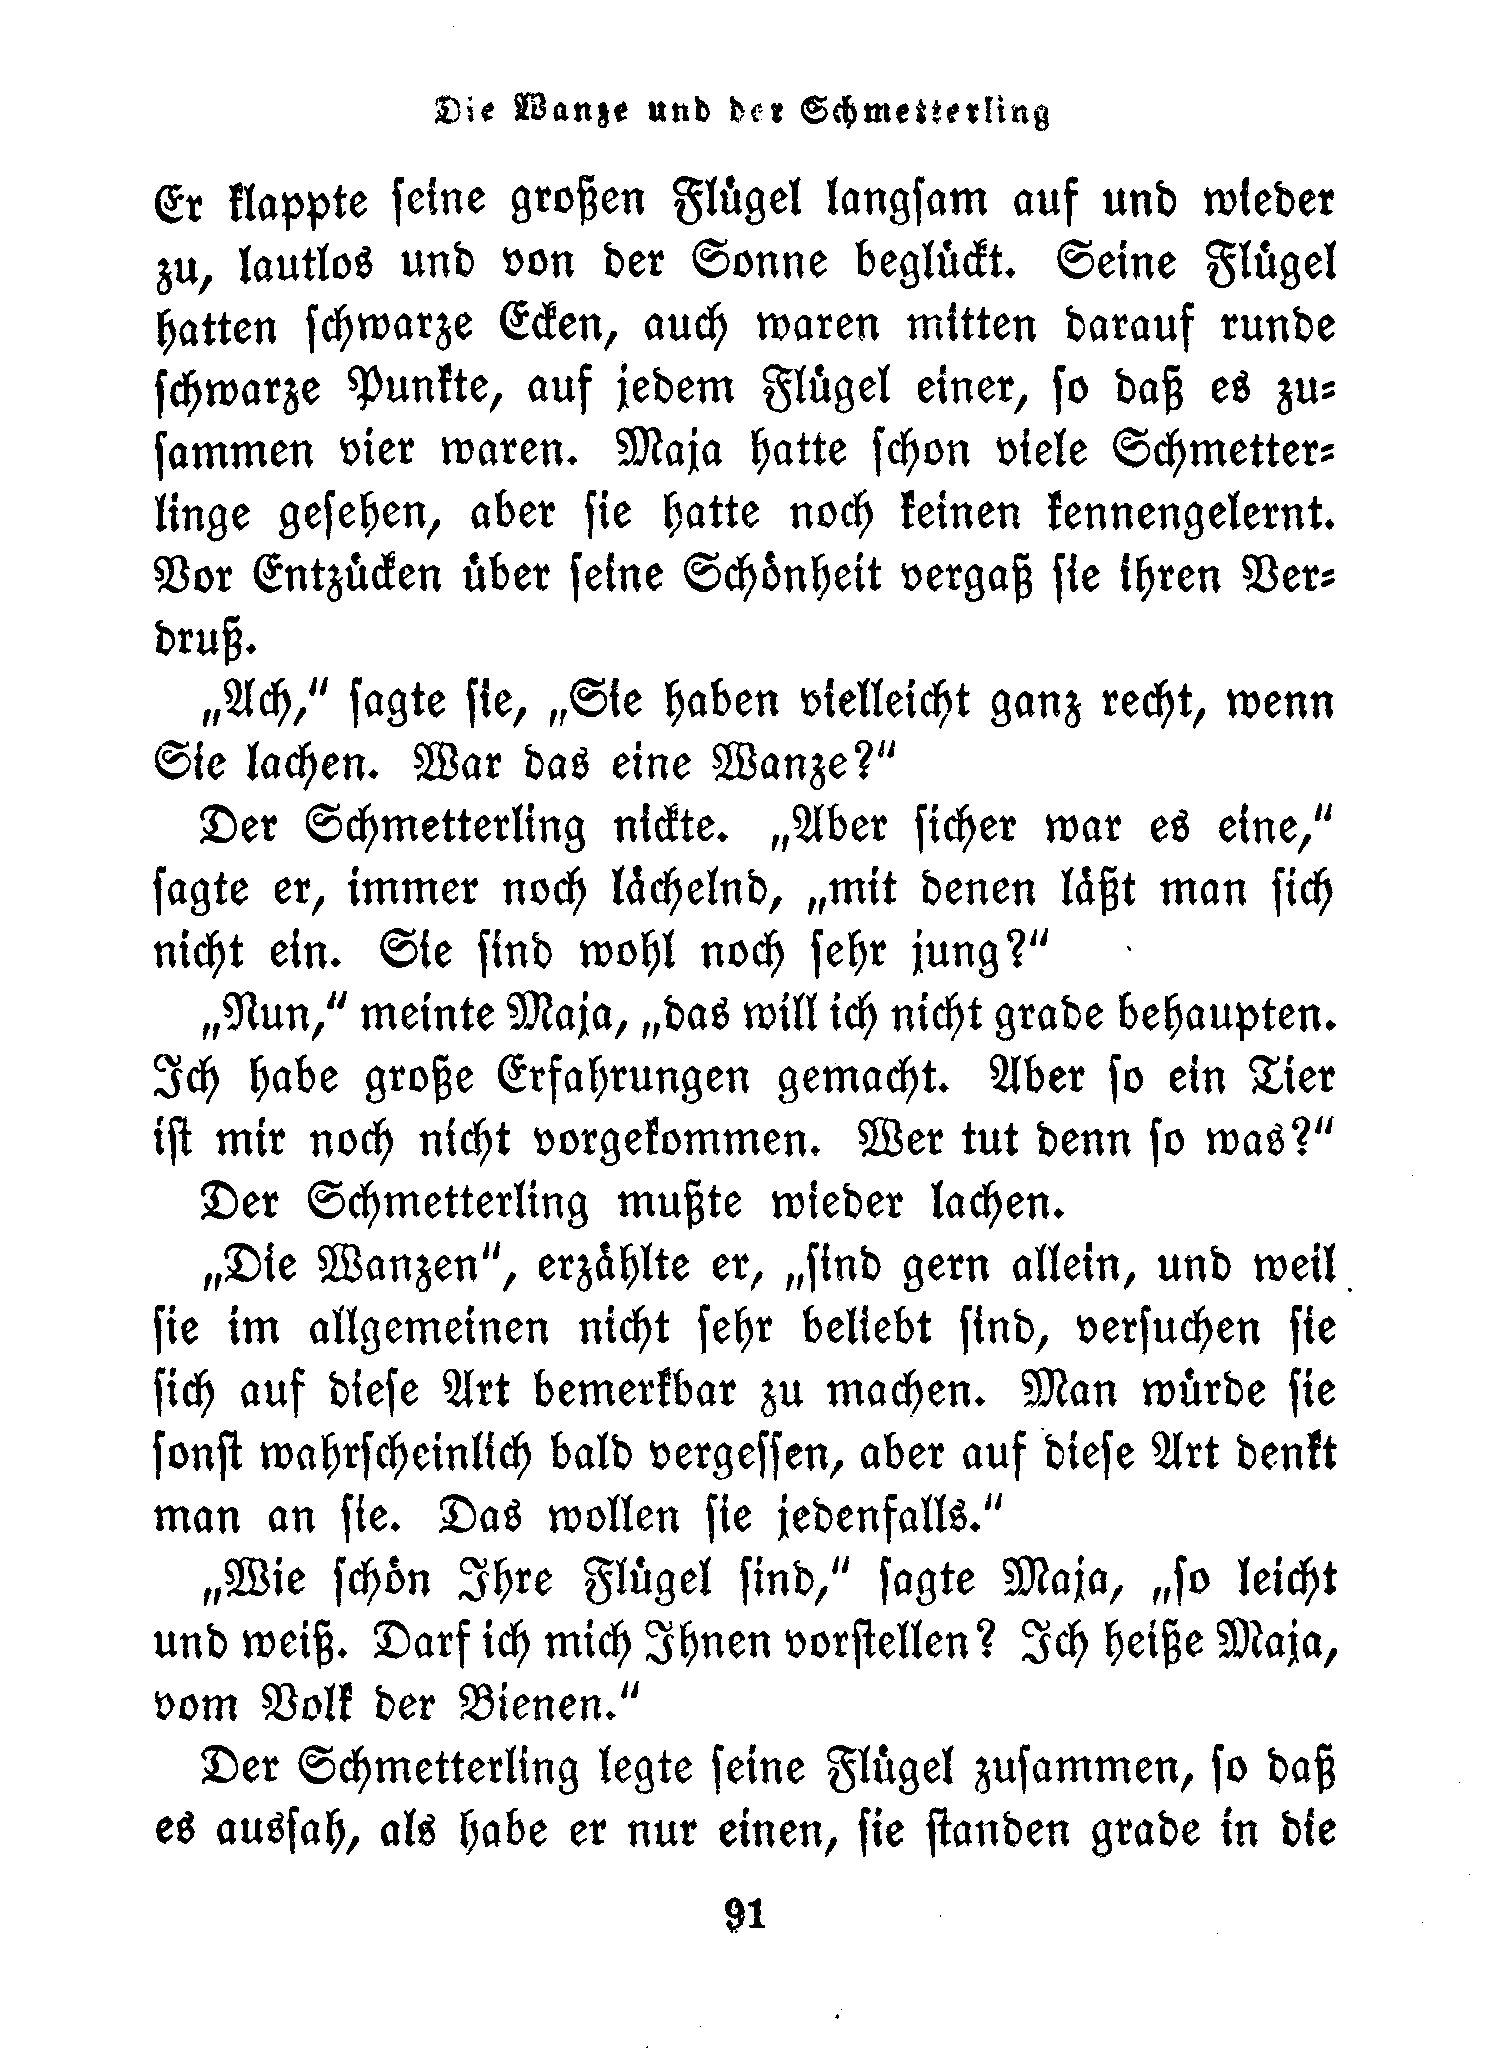 Die Wanze und der Schmetterling
Er klappte seine großen Flügel langsam auf und wieder
zu, lautlos und von der Sonne beglückt. Seine Flügel
hatten schwarze Ecken, auch waren mitten darauf runde
schwarze Punkte, auf jedem Flügel einer, so daß es zu-
sammen vier waren. Maja hatte schon viele Schmetter-
linge gesehen, aber sie hatte noch keinen kennengelernt.
Vor Entzücken über seine Schönheit vergaß sie ihren Ver-
druß.
„Ach,“ sagte sie, „Sie haben vielleicht ganz recht, wenn
Sie lachen. War das eine Wanze?“
Der Schmetterling nickte. „Aber sicher war es eine,“
sagte er, immer noch lächelnd, „mit denen läßt man sich
nicht ein. Sie sind wohl noch sehr jung?“
„Nun,“ meinte Maja, „das will ich nicht grade behaupten.
Ich habe große Erfahrungen gemacht. Aber so ein Tier
ist mir noch nicht vorgekommen. Wer tut denn so was?“
Der Schmetterling mußte wieder lachen.
„Die Wanzen“, erzählte er, „sind gern allein, und weil
sie im allgemeinen nicht sehr beliebt sind, versuchen sie
sich auf diese Art bemerkbar zu machen. Man würde sie
sonst wahrscheinlich bald vergessen, aber auf diese Art denkt
man an sie. Das wollen sie jedenfalls.“
„Wie schön Ihre Flügel sind,“ sagte Maja, „so leicht
und weiß. Darf ich mich Ihnen vorstellen? Ich heiße Maja,
vom Volk der Bienen.“
Der Schmetterling legte seine Flügel zusammen, so daß
es aussah, als habe er nur einen, sie standen grade in die
91